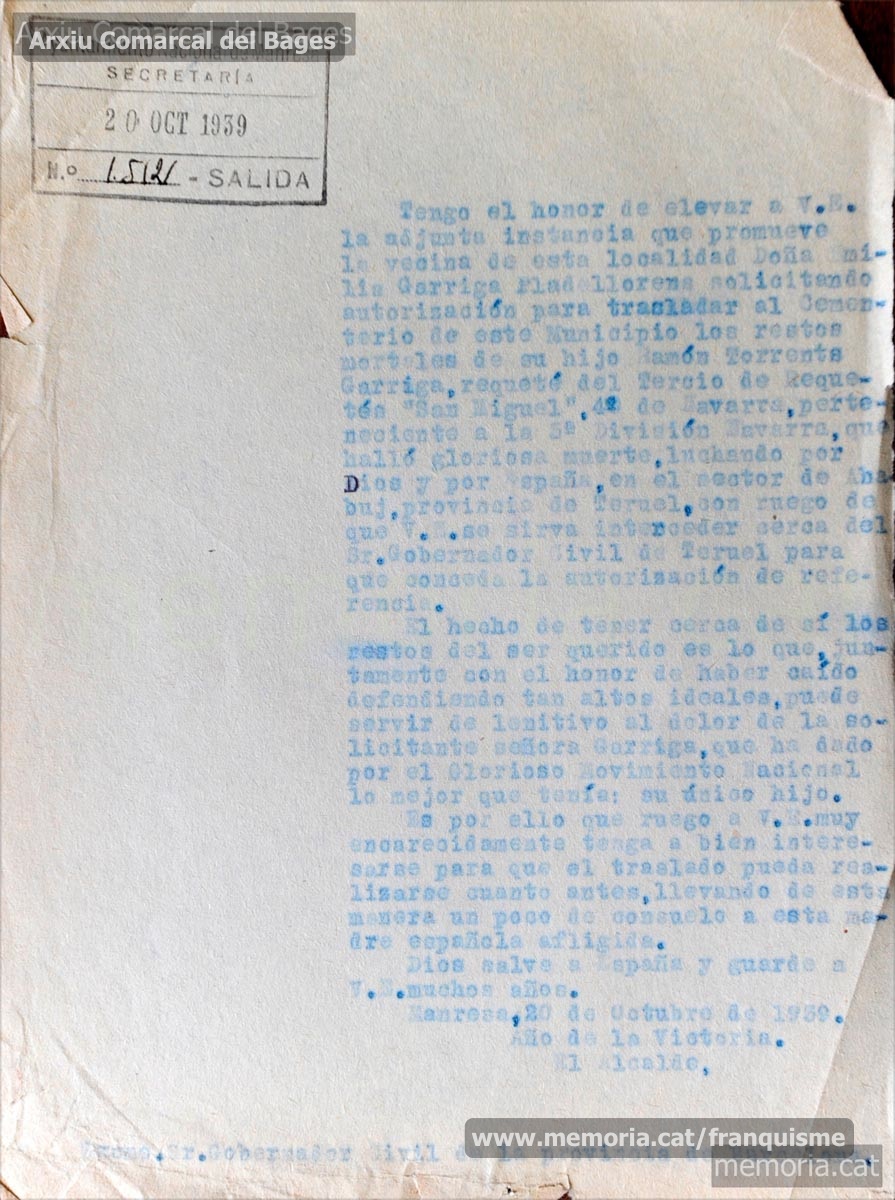 Arxiu Comarcal del Bages
Arxiu Comarcal del Bages
SECRETARÍA
20 OCT 1939
N.º 1.5121 - SALIDA
Tengo el honor de elevar a V.E.
la adjunta instancia que promueve
la vecina de esta localidad Doña Emi-
lia Garriga Pladellorens solicitando
autorización para trasladar al Cemen-
terio de este Municipio los restos
mortales de su hijo Ramón Torrents
Garriga, requeté del Tercio de Reque-
tés "San Miguel", 4º de Navarra, perte-
neciente a la 5ª División Navarra, que
halló gloriosa muerte, luchando por
Dios y por España, en el sector de Aba
buj, provincia de Teruel, con ruego de
que V.E. se sirva interceder cerca del
Sr. Gobernador Civil de Teruel para
que conceda la autorización de refe-
rencia.
El hecho de tener cerca de sí los
restos del ser querido es lo que, jun-
tamente con el honor de haber caído
defendiendo tan altos ideales, puede
servir de lenitivo al dolor de la so-
licitante señora Garriga, que ha dado
por el Glorioso Movimiento Nacional
lo mejor que tenía: su único hijo.
Es por ello que ruego a V.E. muy
encarecidamente tenga a bien intere-
sarse para que el traslado pueda rea-
lizarse cuanto antes, llevando de esta
manera un poco de consuelo a esta ma-
dre española afligida.
Dios salve a España y guarde a
V.E. muchos años.
Manresa, 20 de Octubre de 1939.
Año de la Victoria.
El Alcalde,
www.memoria.cat/franquisme
Excmo. Sr. Gobernador Civil de la provincia de
memoria.cat